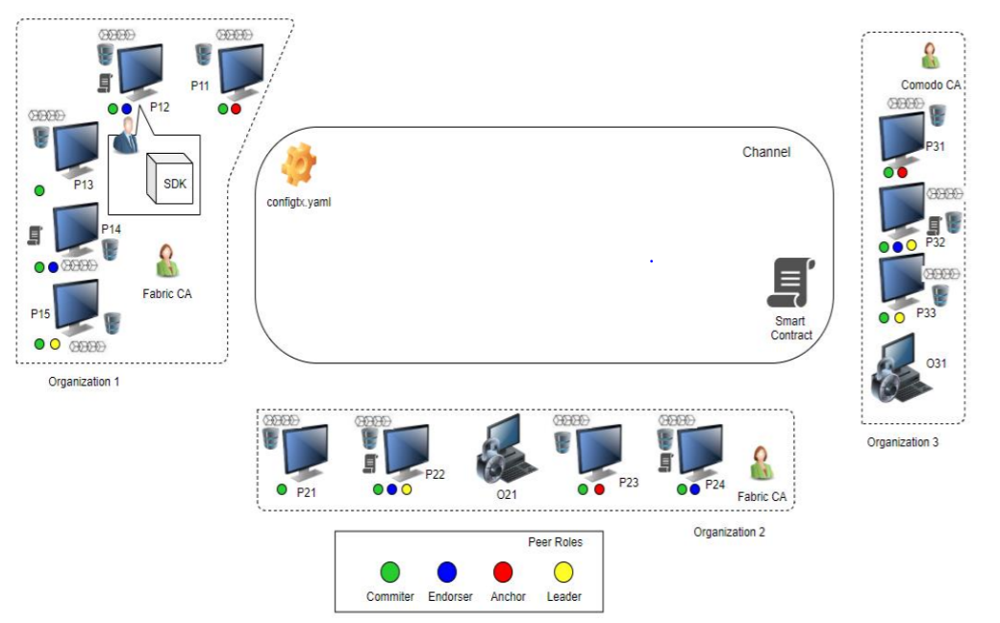 P12
P11
P13
SDK
P14
Fabric CA
P15
Organization 1
configtx.yaml
Channel
Smart
Contract
Comodo CA
P31
P32
P33
O31
Organization 3
P21
P22
O21
P23
P24
Fabric CA
Organization 2
Peer Roles
Commiter
Endorser
Anchor
Leader